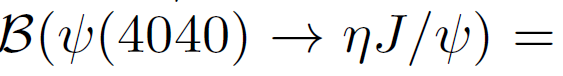 ℬ(ψ(4040) → ηJ/ψ) =